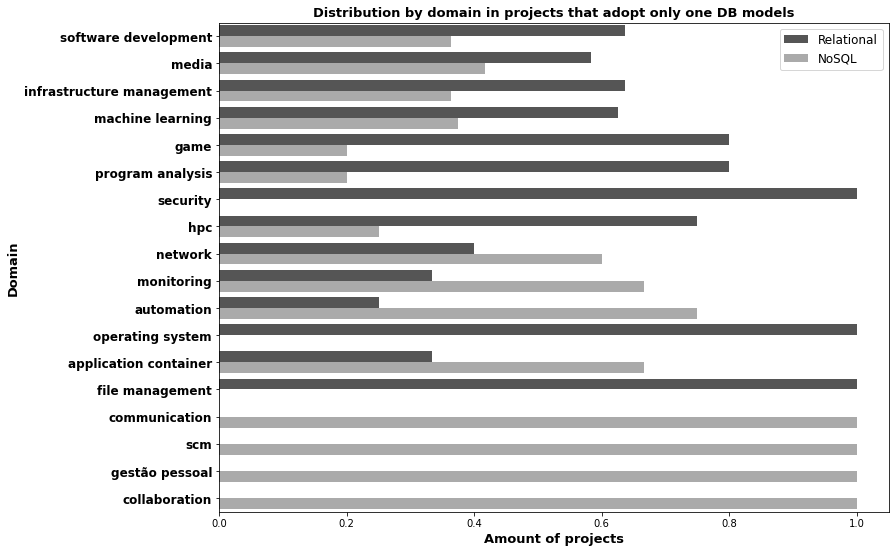 Distribution by domain in projects that adopt only one DB models
Relational
NoSQL
software development
media
infrastructure management
machine learning
game
program analysis
security
hpc
network
monitoring
automation
operating system
application container
file management
communication
scm
gestão pessoal
collaboration
Domain
0.0 0.2 0.4 0.6 0.8 1.0
Amount of projects